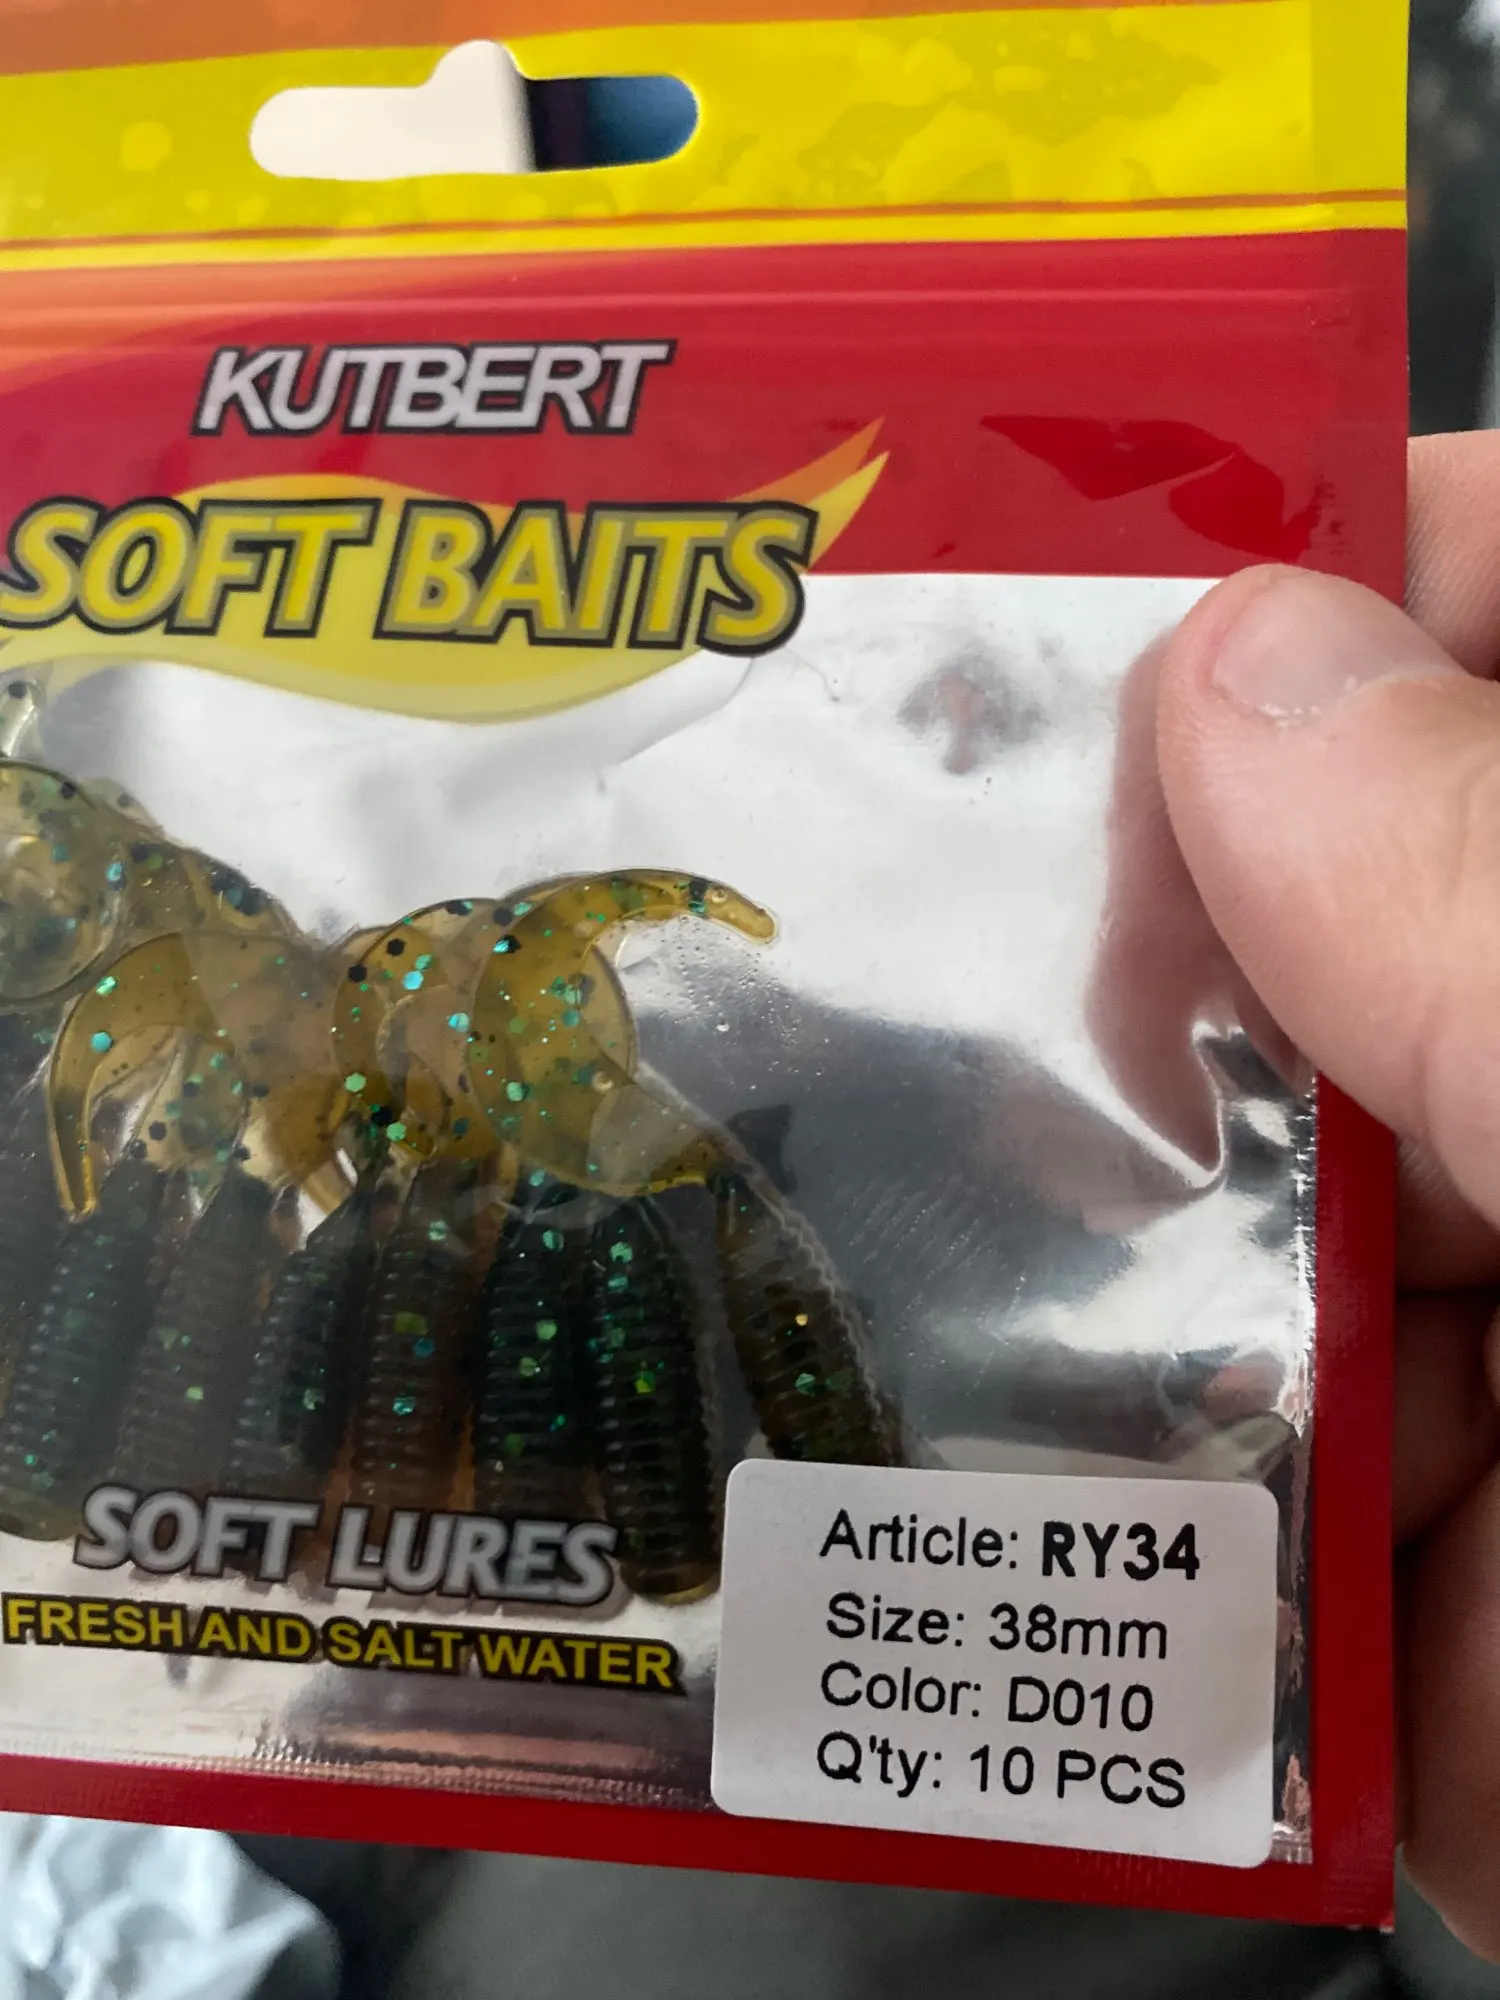 KUTBERT
SOFT BAITS
SOFT LURES
FRESH AND SALT WATER
Article: RY34
Size: 38mm
Color: D010
Q'ty: 10 PCS